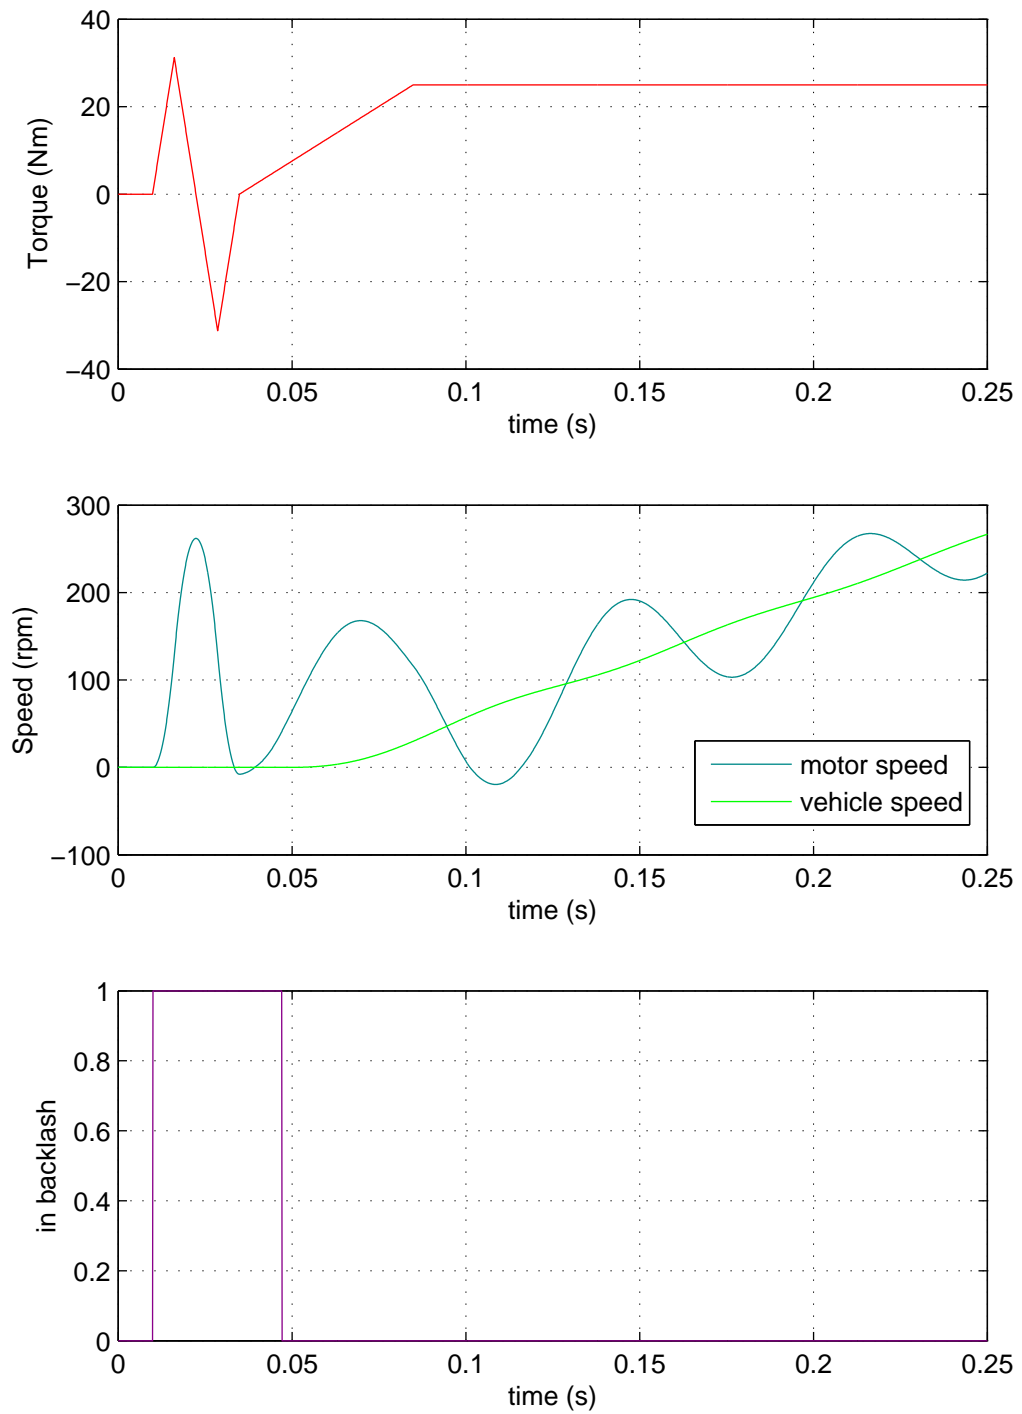 Torque (Nm)
40
20
0
−20
−40
0 0.05 0.1 0.15 0.2 0.25
time (s)
Speed (rpm)
300
200
100
0
−100
motor speed
vehicle speed
0 0.05 0.1 0.15 0.2 0.25
time (s)
in backlash
1
0.8
0.6
0.4
0.2
0
0 0.05 0.1 0.15 0.2 0.25
time (s)